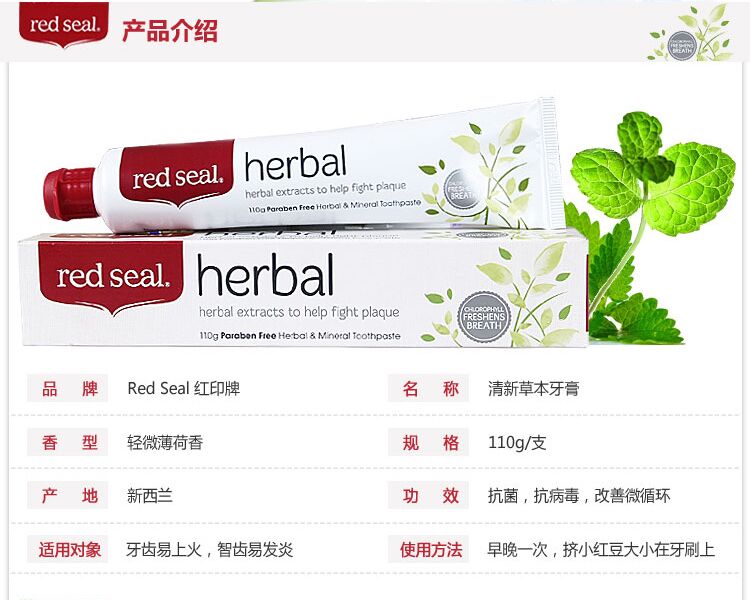 red seal.
产品介绍
CHLOROPHYLL
FRESHENS
BREATH
red seal.
herbal
herbal extracts to help fight plaque
110g Paraben Free Herbal & Mineral Toothpaste
CHLOROPHYLL
FRESHENS
BREATH
red seal.
herbal
herbal extracts to help fight plaque
110g Paraben Free Herbal & Mineral Toothpaste
CHLOROPHYLL
FRESHENS
BREATH
品 牌 Red Seal 红印牌 名 称 清新草本牙膏
香 型 轻微薄荷香 规 格 110g/支
产 地 新西兰 功 效 抗菌，抗病毒，改善微循环
适用对象 牙齿易上火，智齿易发炎 使用方法 早晚一次，挤小红豆大小在牙刷上